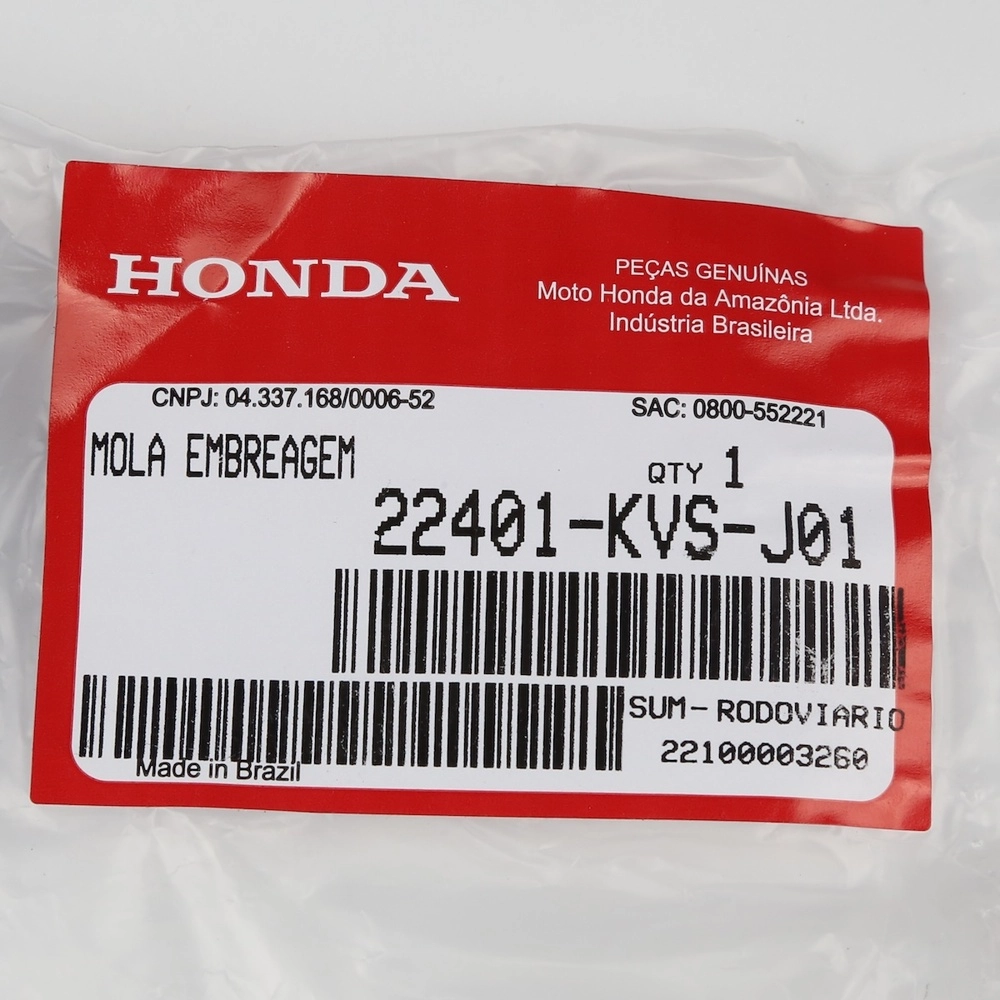 HONDA
PEÇAS GENUÍNAS
Moto Honda da Amazônia Ltda.
Indústria Brasileira
CNPJ: 04.337.168/0006-52
SAC: 0800-552221
MOLA EMBREAGEM
QTY 1
22401-KVS-J01
SUM-RODOVIARIO
22100003260
Made in Brazil